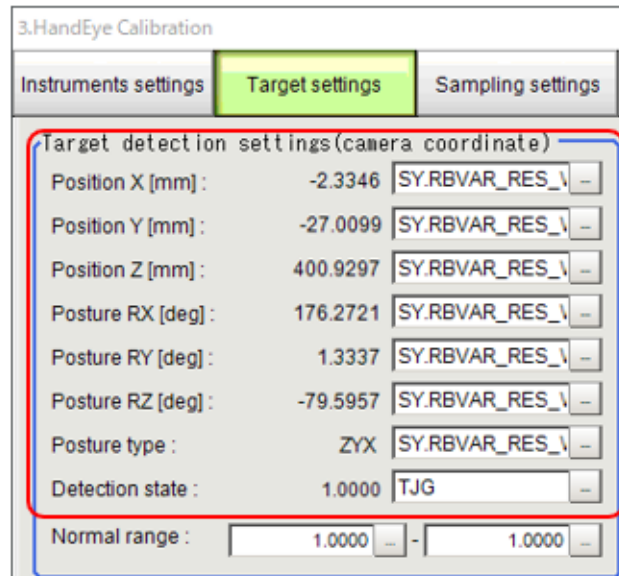 3.HandEye Calibration
Instruments settings Target settings Sampling settings
Target detection settings(camera coordinate)
Position X [mm] : -2.3346 SY.RBVAR_RES_\ ...
Position Y [mm] : -27.0099 SY.RBVAR_RES_\ ...
Position Z [mm] : 400.9297 SY.RBVAR_RES_\ ...
Posture RX [deg] : 176.2721 SY.RBVAR_RES_\ ...
Posture RY [deg] : 1.3337 SY.RBVAR_RES_\ ...
Posture RZ [deg] : -79.5957 SY.RBVAR_RES_\ ...
Posture type : ZYX SY.RBVAR_RES_\ ...
Detection state : 1.0000 TJG ...
Normal range : 1.0000 ... - 1.0000 ...